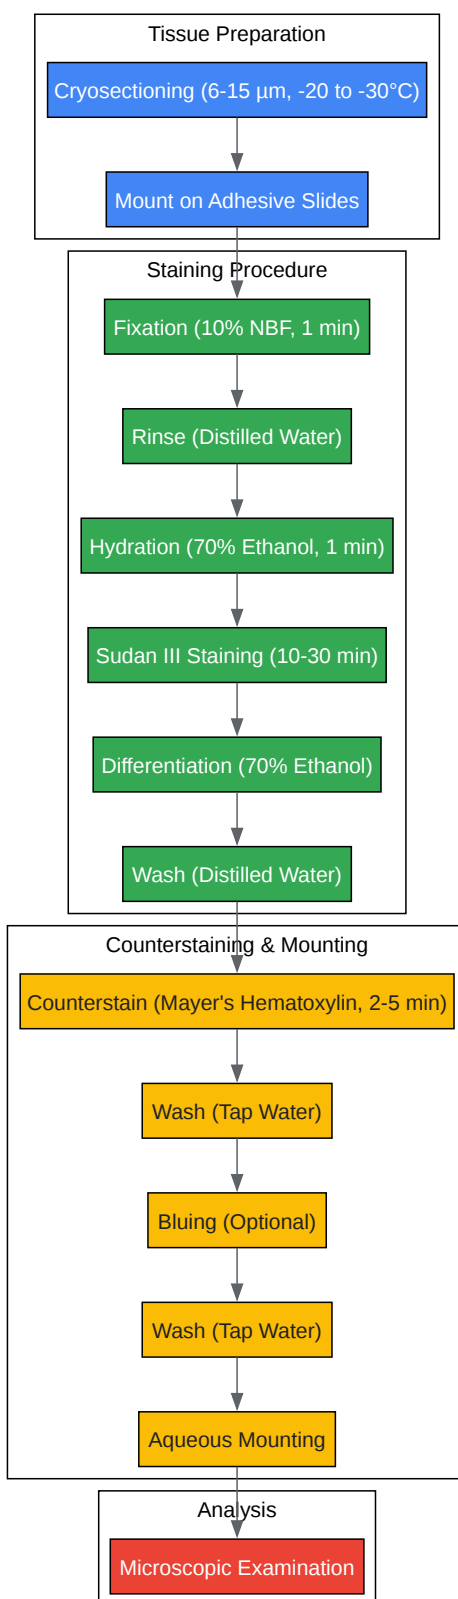 Tissue Preparation
Cryosectioning (6-15 µm, -20 to -30°C)
Mount on Adhesive Slides
Staining Procedure
Fixation (10% NBF, 1 min)
Rinse (Distilled Water)
Hydration (70% Ethanol, 1 min)
Sudan III Staining (10-30 min)
Differentiation (70% Ethanol)
Wash (Distilled Water)
Counterstaining & Mounting
Counterstain (Mayer's Hematoxylin, 2-5 min)
Wash (Tap Water)
Bluing (Optional)
Wash (Tap Water)
Aqueous Mounting
Analysis
Microscopic Examination